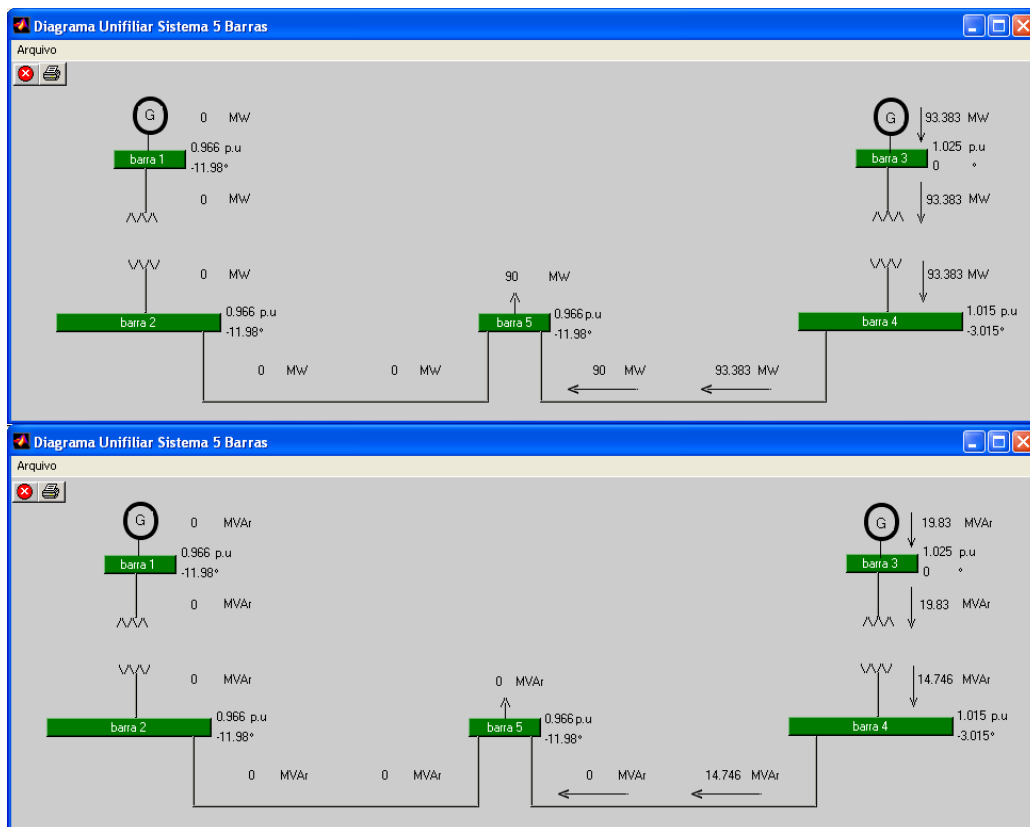 Diagrama Unifiliar Sistema 5 Barras
Arquivo
G 0 MW G 93.383 MW
barra 1 0.966 p.u barra 3 1.025 p.u
-11.98° 0 °
0 MW 93.383 MW
0 MW 90 MW 93.383 MW
barra 2 0.966 p.u barra 5 0.966 p.u barra 4 1.015 p.u
-11.98° -11.98° -3.015°
0 MW 0 MW 90 MW 93.383 MW
Diagrama Unifiliar Sistema 5 Barras
Arquivo
G 0 MVAr G 19.83 MVAr
barra 1 0.966 p.u barra 3 1.025 p.u
-11.98° 0 °
0 MVAr 19.83 MVAr
0 MVAr 0 MVAr 14.746 MVAr
barra 2 0.966 p.u barra 5 0.966 p.u barra 4 1.015 p.u
-11.98° -11.98° -3.015°
0 MVAr 0 MVAr 0 MVAr 14.746 MVAr